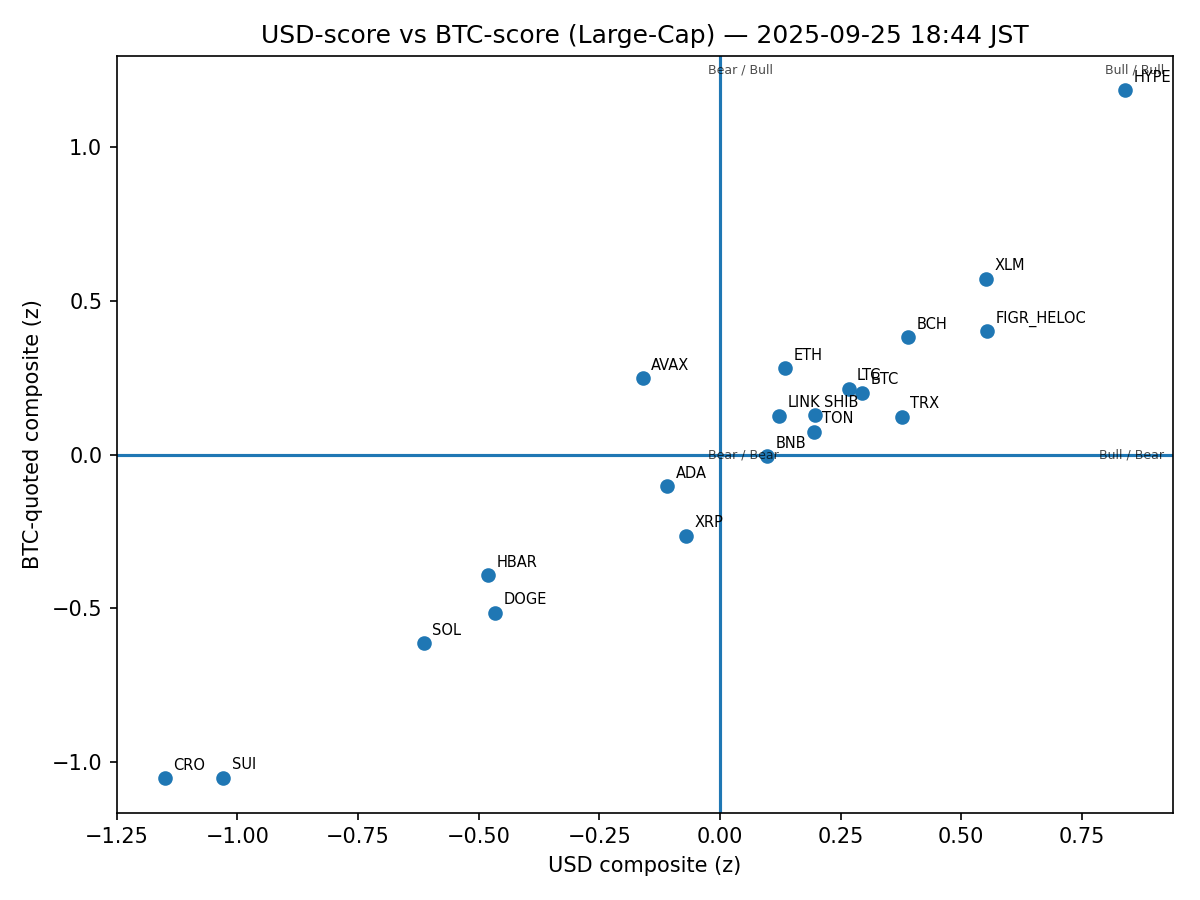 USD-score vs BTC-score (Large-Cap) — 2025-09-25 18:44 JST
Bear / Bull
Bull / Bull
HYPE
XLM
FIGR_HELOC
BCH
ETH
AVAX
LTC
BTC
LINK
SHIB
TRX
TON
BNB
Bear / Bear
Bull / Bear
ADA
XRP
HBAR
DOGE
SOL
CRO
SUI
1.0
0.5
0.0
−0.5
−1.0
BTC-quoted composite (z)
−1.25
−1.00
−0.75
−0.50
−0.25
0.00
0.25
0.50
0.75
USD composite (z)